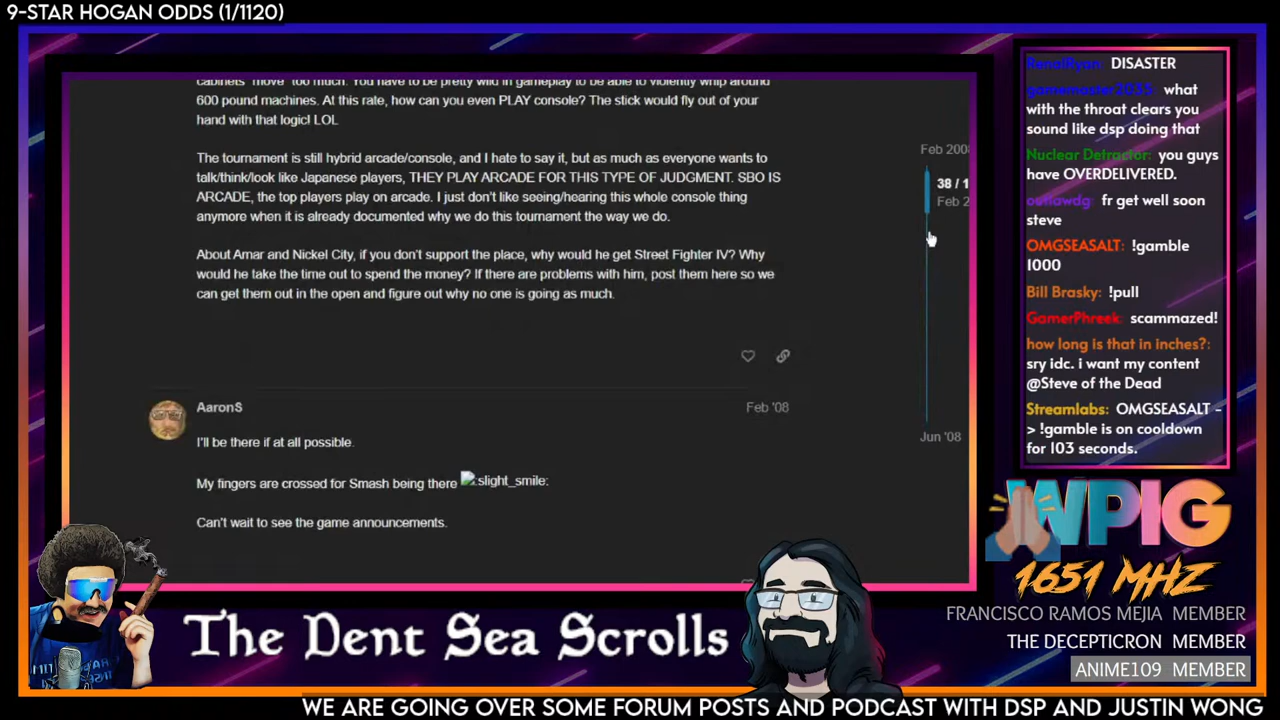 9-STAR HOGAN ODDS (1/1120)
cabinets "move" too much. You have to be pretty wild in gameplay to be able to violently whip around
600 pound machines. At this rate, how can you even PLAY console? The stick would fly out of your
hand with that logic! LOL
The tournament is still hybrid arcade/console, and I hate to say it, but as much as everyone wants to
talk/think/look like Japanese players, THEY PLAY ARCADE FOR THIS TYPE OF JUDGMENT. SBO IS
ARCADE, the top players play on arcade. I just don't like seeing/hearing this whole console thing
anymore when it is already documented why we do this tournament the way we do.
About Amar and Nickel City, if you don't support the place, why would he get Street Fighter IV? Why
would he take the time out to spend the money? If there are problems with him, post them here so we
can get them out in the open and figure out why no one is going as much.
AaronS
Feb '08
I'll be there if at all possible.
My fingers are crossed for Smash being there :slight_smile:
Can't wait to see the game announcements.
Feb 2008
38 / 1
Feb 2
Jun '08
RenalRyan: DISASTER
gamemaster2035: what
with the throat clears you
sound like dsp doing that
Nuclear Detractor: you guys
have OVERDELIVERED.
outlawdg: fr get well soon
steve
OMGSEASALT: !gamble
1000
Bill Brasky: !pull
GamerPhreek: scammazed!
how long is that in inches?:
sry idc. i want my content
@Steve of the Dead
Streamlabs: OMGSEASALT -
> !gamble is on cooldown
for 103 seconds.
WPIG
1651 MHZ
FRANCISCO RAMOS MEJIA MEMBER
THE DECEPTICRON MEMBER
ANIME109 MEMBER
The Dent Sea Scrolls
WE ARE GOING OVER SOME FORUM POSTS AND PODCAST WITH DSP AND JUSTIN WONG